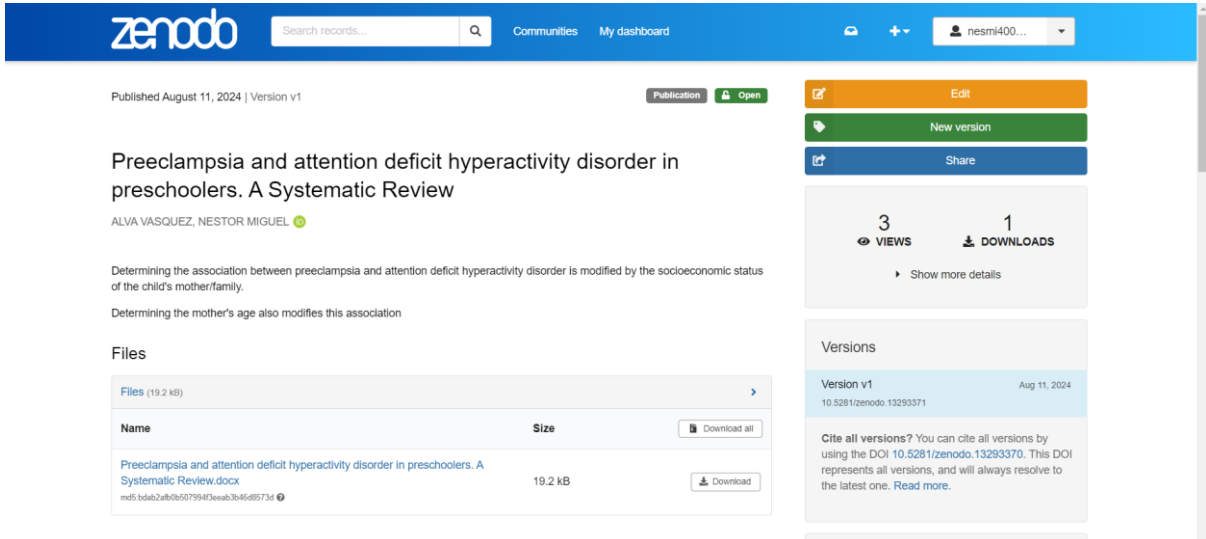 zenodo
Search records...
Communities
My dashboard
nesmi400...
Published August 11, 2024 | Version v1
Publication
Open
Preeclampsia and attention deficit hyperactivity disorder in
preschoolers. A Systematic Review
ALVA VASQUEZ, NESTOR MIGUEL
iD
Determining the association between preeclampsia and attention deficit hyperactivity disorder is modified by the socioeconomic status
of the child's mother/family.
Determining the mother's age also modifies this association
Files
Files (19.2 kB)
Name
Size
Download all
Preeclampsia and attention deficit hyperactivity disorder in preschoolers. A
Systematic Review.docx
19.2 kB
Download
Edit
New version
Share
3
VIEWS
1
DOWNLOADS
Show more details
Versions
Version v1
Aug 11, 2024
10.5281/zenodo.13293371
Cite all versions? You can cite all versions by
using the DOI 10.5281/zenodo.13293370. This DOI
represents all versions, and will always resolve to
the latest one. Read more.